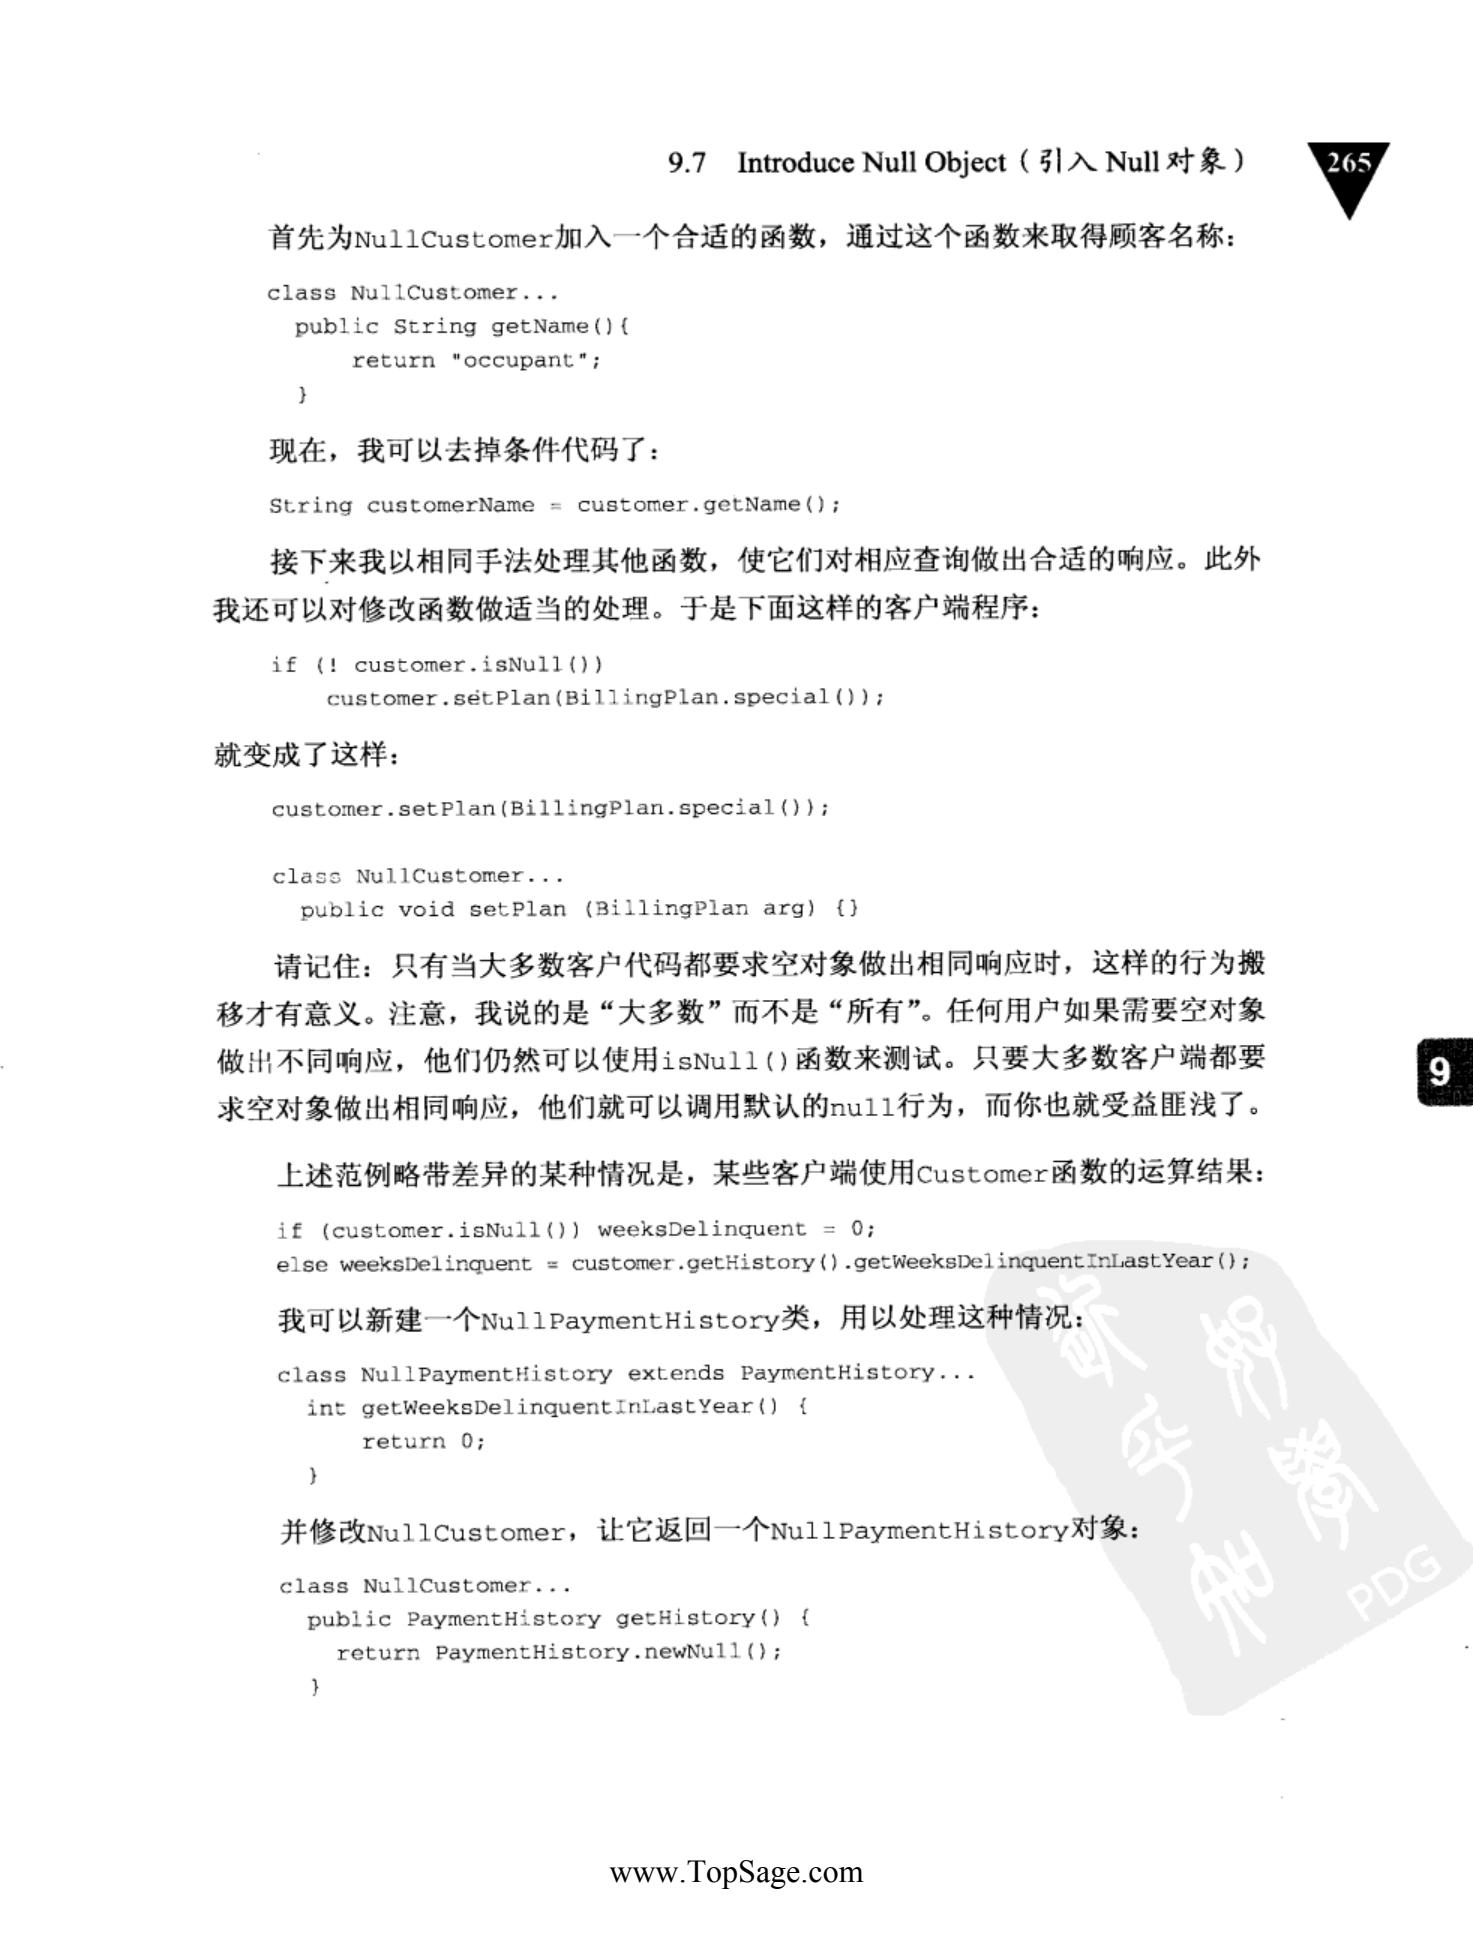 9.7 Introduce Null Object（引入 Null 对象）
265
首先为NullCustomer加入一个合适的函数，通过这个函数来取得顾客名称：
class NullCustomer...
public String getName(){
return "occupant";
}
现在，我可以去掉条件代码了：
String customerName = customer.getName();
接下来我以相同手法处理其他函数，使它们对相应查询做出合适的响应。此外
我还可以对修改函数做适当的处理。于是下面这样的客户端程序：
if (! customer.isNull())
customer.setPlan(BillingPlan.special());
就变成了这样：
customer.setPlan(BillingPlan.special());
class NullCustomer...
public void setPlan (BillingPlan arg) {}
请记住：只有当大多数客户代码都要求空对象做出相同响应时，这样的行为搬
移才有意义。注意，我说的是“大多数”而不是“所有”。任何用户如果需要空对象
做出不同响应，他们仍然可以使用isNull()函数来测试。只要大多数客户端都要
求空对象做出相同响应，他们就可以调用默认的null行为，而你也就受益匪浅了。
9
上述范例略带差异的某种情况是，某些客户端使用Customer函数的运算结果：
if (customer.isNull()) weeksDelinquent = 0;
else weeksDelinquent = customer.getHistory().getWeeksDelinquentInLastYear();
我可以新建一个NullPaymentHistory类，用以处理这种情况：
class NullPaymentHistory extends PaymentHistory...
int getWeeksDelinquentInLastYear() {
return 0;
}
并修改NullCustomer，让它返回一个NullPaymentHistory对象：
class NullCustomer...
public PaymentHistory getHistory() {
return PaymentHistory.newNull();
}
PDG
www.TopSage.com